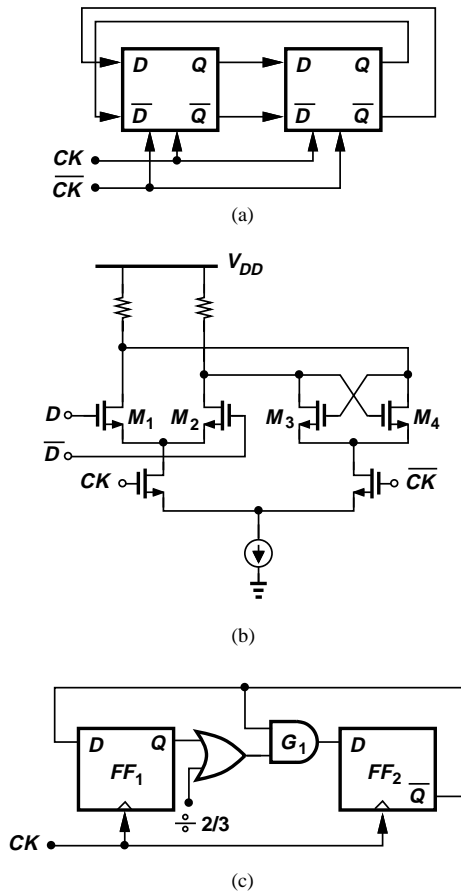 D Q D Q
D̅ Q̅ D̅ Q̅
CK
C̅K̅
(a)
V_DD
D M_1 M_2 M_3 M_4
D̅
CK C̅K̅
(b)
D Q G_1 D
FF_1 FF_2
Q̅
÷ 2/3
CK
(c)